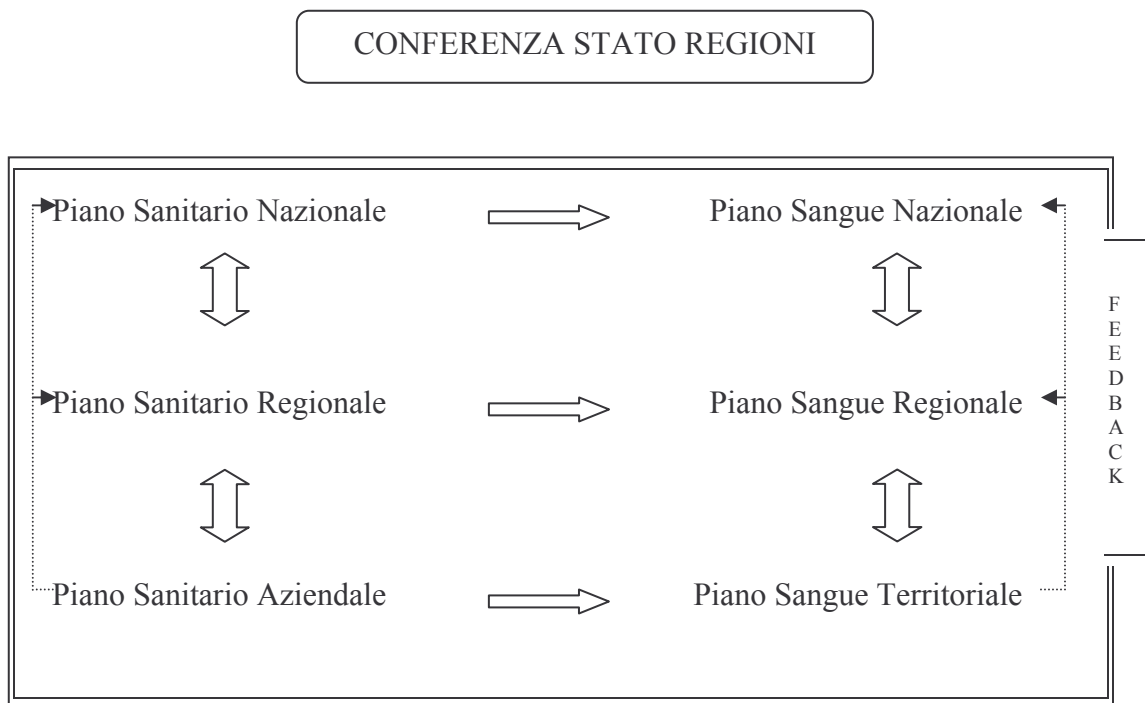 CONFERENZA STATO REGIONI
Piano Sanitario Nazionale
Piano Sangue Nazionale
Piano Sanitario Regionale
Piano Sangue Regionale
Piano Sanitario Aziendale
Piano Sangue Territoriale
F
E
E
D
B
A
C
K